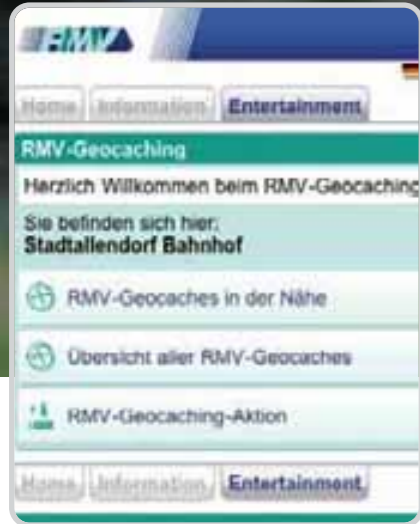 RMV
Home Information Entertainment
RMV-Geocaching
Herzlich Willkommen beim RMV-Geocaching
Sie befinden sich hier:
Stadtallendorf Bahnhof
RMV-Geocaches in der Nähe
Übersicht aller RMV-Geocaches
RMV-Geocaching-Aktion
Home Information Entertainment